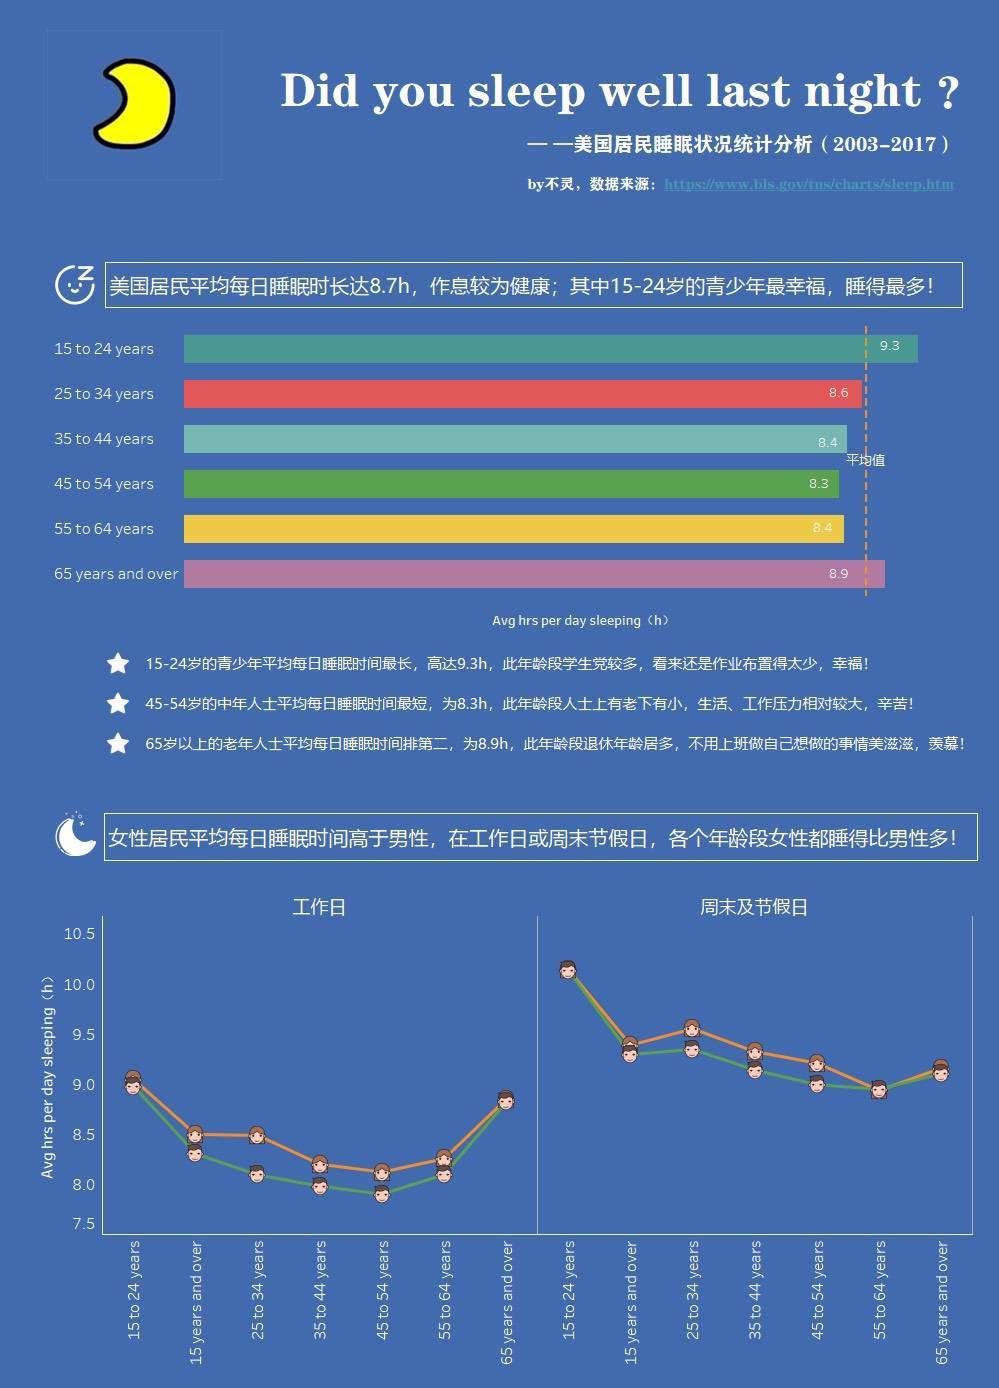 Did you sleep well last night ?
— —美国居民睡眠状况统计分析（2003-2017）
by不灵，数据来源：https://www.bls.gov/tus/charts/sleep.htm
美国居民平均每日睡眠时长达8.7h，作息较为健康；其中15-24岁的青少年最幸福，睡得最多！
15 to 24 years 9.3
25 to 34 years 8.6
35 to 44 years 8.4
平均值
45 to 54 years 8.3
55 to 64 years 8.4
65 years and over 8.9
Avg hrs per day sleeping（h）
15-24岁的青少年平均每日睡眠时间最长，高达9.3h，此年龄段学生党较多，看来还是作业布置得太少，幸福！
45-54岁的中年人士平均每日睡眠时间最短，为8.3h，此年龄段人士上有老下有小，生活、工作压力相对较大，辛苦！
65岁以上的老年人士平均每日睡眠时间排第二，为8.9h，此年龄段退休年龄居多，不用上班做自己想做的事情美滋滋，羡慕！
女性居民平均每日睡眠时间高于男性，在工作日或周末节假日，各个年龄段女性都睡得比男性多！
工作日
周末及节假日
Avg hrs per day sleeping（h）
10.5
10.0
9.5
9.0
8.5
8.0
7.5
15 to 24 years
15 years and over
25 to 34 years
35 to 44 years
45 to 54 years
55 to 64 years
65 years and over
15 to 24 years
15 years and over
25 to 34 years
35 to 44 years
45 to 54 years
55 to 64 years
65 years and over